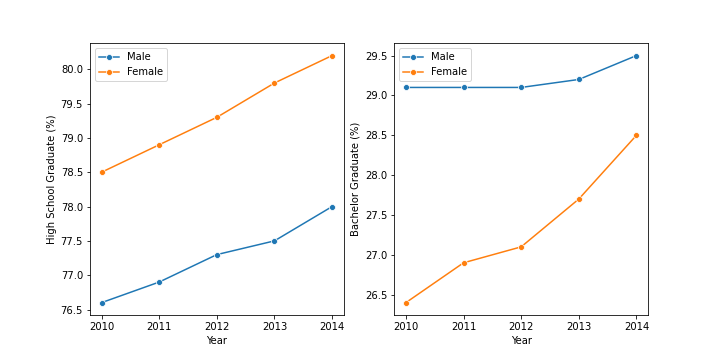 Male
Female
80.0
79.5
79.0
78.5
78.0
77.5
77.0
76.5
High School Graduate (%)
2010 2011 2012 2013 2014
Year
Male
Female
29.5
29.0
28.5
28.0
27.5
27.0
26.5
Bachelor Graduate (%)
2010 2011 2012 2013 2014
Year